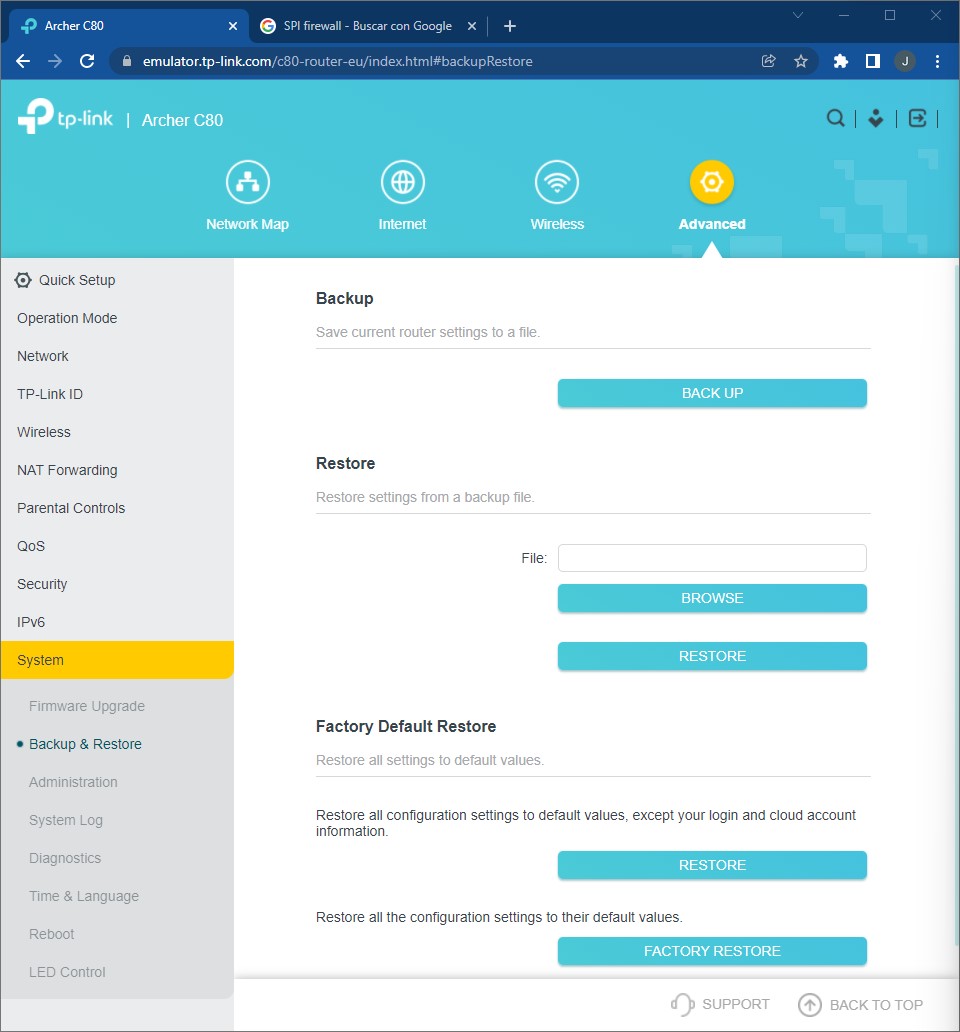 Archer C80
SPI firewall - Buscar con Google
emulator.tp-link.com/c80-router-eu/index.html#backupRestore
J
tp-link | Archer C80
Network Map
Internet
Wireless
Advanced
Quick Setup
Operation Mode
Network
TP-Link ID
Wireless
NAT Forwarding
Parental Controls
QoS
Security
IPv6
System
Firmware Upgrade
Backup & Restore
Administration
System Log
Diagnostics
Time & Language
Reboot
LED Control
Backup
Save current router settings to a file.
BACK UP
Restore
Restore settings from a backup file.
File:
BROWSE
RESTORE
Factory Default Restore
Restore all settings to default values.
Restore all configuration settings to default values, except your login and cloud account
information.
RESTORE
Restore all the configuration settings to their default values.
FACTORY RESTORE
SUPPORT
BACK TO TOP